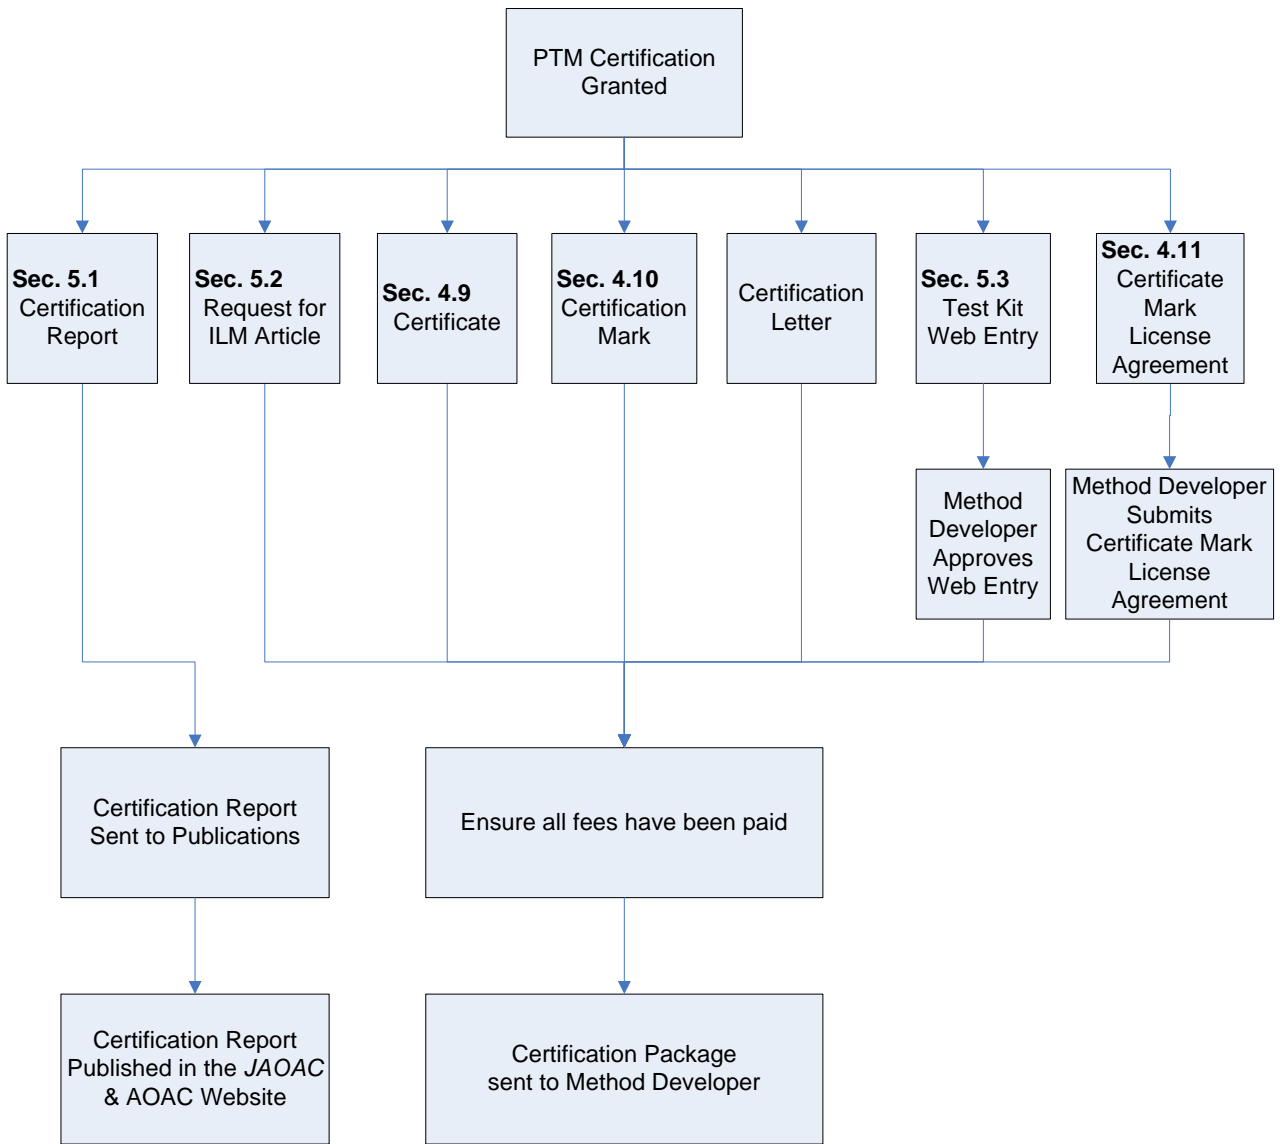 PTM Certification
Granted
Sec. 5.1
Certification
Report
Sec. 5.2
Request for
ILM Article
Sec. 4.9
Certificate
Sec. 4.10
Certification
Mark
Certification
Letter
Sec. 5.3
Test Kit
Web Entry
Sec. 4.11
Certificate
Mark
License
Agreement
Method
Developer
Approves
Web Entry
Method Developer
Submits
Certificate Mark
License
Agreement
Certification Report
Sent to Publications
Ensure all fees have been paid
Certification Report
Published in the JAOAC
& AOAC Website
Certification Package
sent to Method Developer